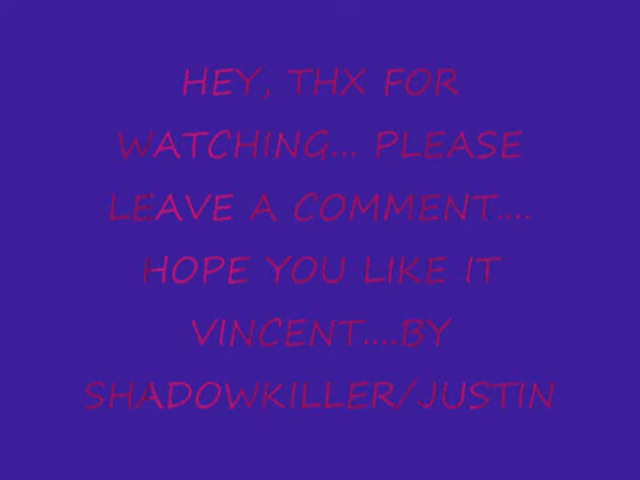 HEY, THX FOR
WATCHING... PLEASE
LEAVE A COMMENT....
HOPE YOU LIKE IT
VINCENT....BY
SHADOWKILLER/JUSTIN